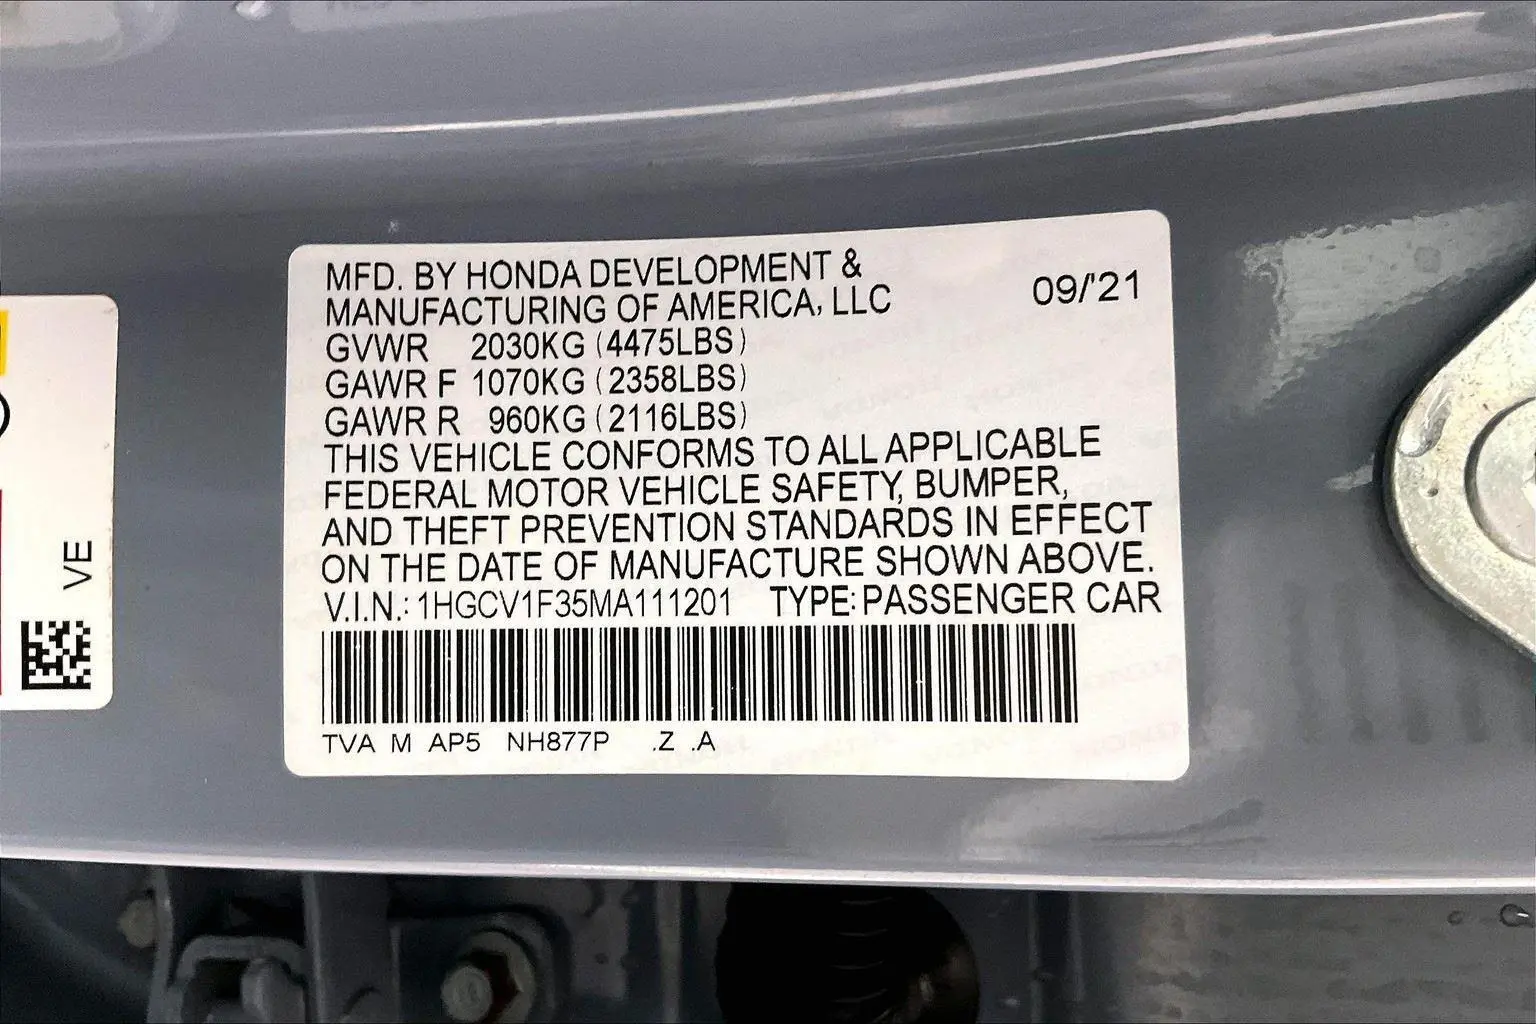 MFD. BY HONDA DEVELOPMENT &
MANUFACTURING OF AMERICA, LLC
09/'21
GVWR 2030KG (4475LBS)
GAWR F 1070KG (2358LBS)
GAWR R 960KG (2116LBS)
THIS VEHICLE CONFORMS TO ALL APPLICABLE
FEDERAL MOTOR VEHICLE SAFETY, BUMPER,
AND THEFT PREVENTION STANDARDS IN EFFECT
ON THE DATE OF MANUFACTURE SHOWN ABOVE.
V.I.N.: 1HGCV1F35MA111201 TYPE: PASSENGER CAR
TVA M AP5 NH877P .Z .A
VE